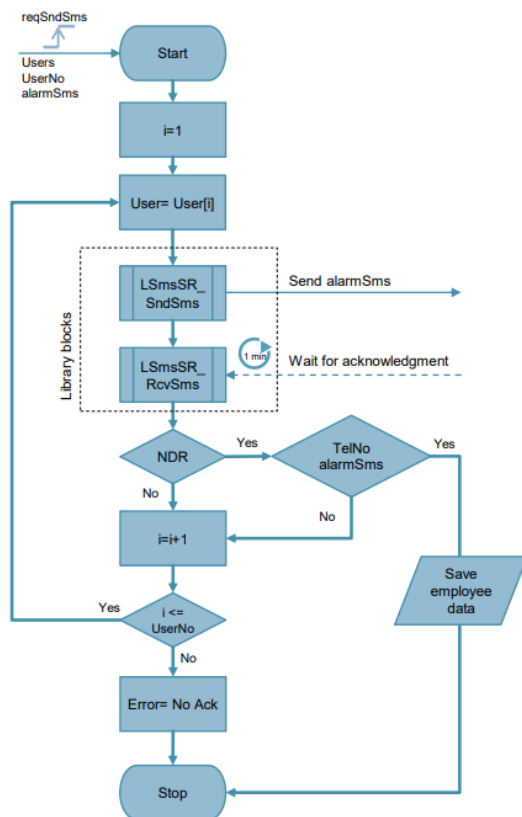 reqSndSms
Users
UserNo
alarmSms
Start
i=1
User= User[i]
Library blocks
LSmsSR_
SndSms
Send alarmSms
LSmsSR_
RcvSms
1 min
Wait for acknowledgment
NDR
Yes
TelNo
alarmSms
Yes
No
No
i=i+1
Save
employee
data
Yes
i <=
UserNo
No
Error= No Ack
Stop